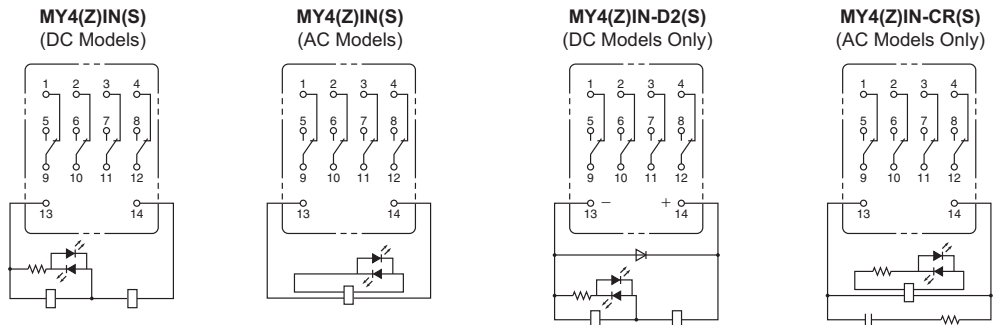 MY4(Z)IN(S)
(DC Models)
1 2 3 4
5 6 7 8
9 10 11 12
13 14
MY4(Z)IN(S)
(AC Models)
1 2 3 4
5 6 7 8
9 10 11 12
13 14
MY4(Z)IN-D2(S)
(DC Models Only)
1 2 3 4
5 6 7 8
9 10 11 12
− +
13 14
MY4(Z)IN-CR(S)
(AC Models Only)
1 2 3 4
5 6 7 8
9 10 11 12
13 14